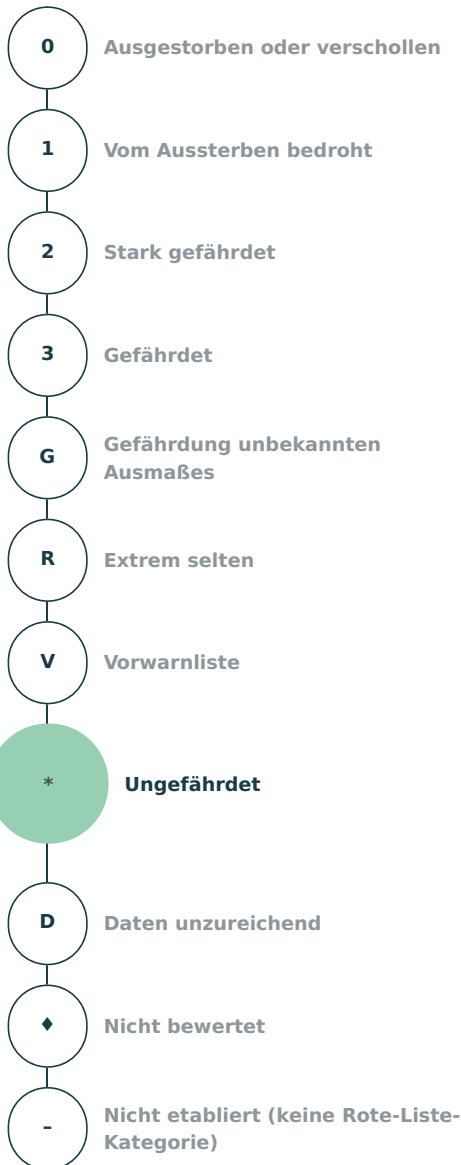 0 Ausgestorben oder verschollen
1 Vom Aussterben bedroht
2 Stark gefährdet
3 Gefährdet
G Gefährdung unbekannten
Ausmaßes
R Extrem selten
V Vorwarnliste
* Ungefährdet
D Daten unzureichend
♦ Nicht bewertet
– Nicht etabliert (keine Rote-Liste-
Kategorie)